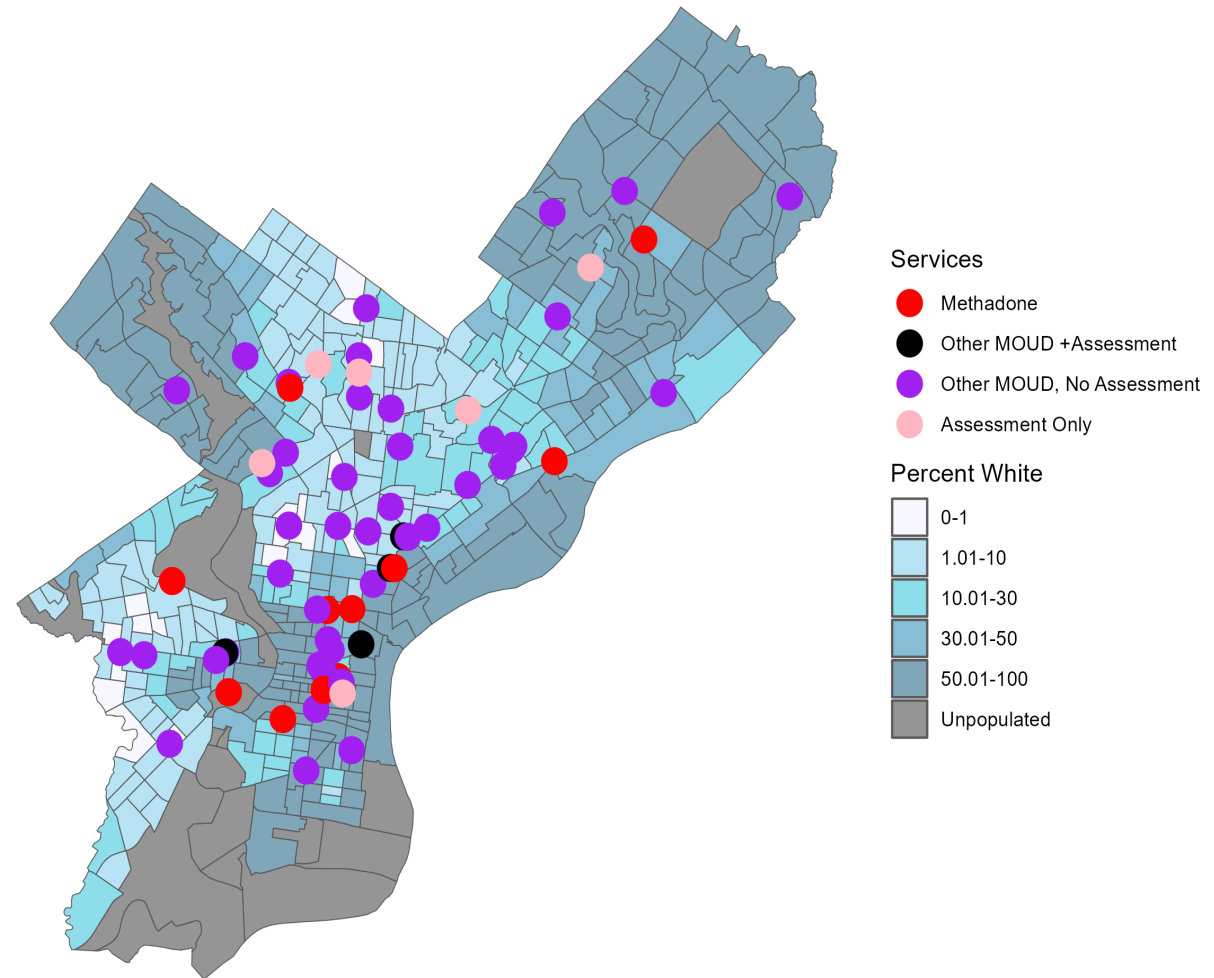 Services
Methadone
Other MOUD +Assessment
Other MOUD, No Assessment
Assessment Only
Percent White
0-1
1.01-10
10.01-30
30.01-50
50.01-100
Unpopulated